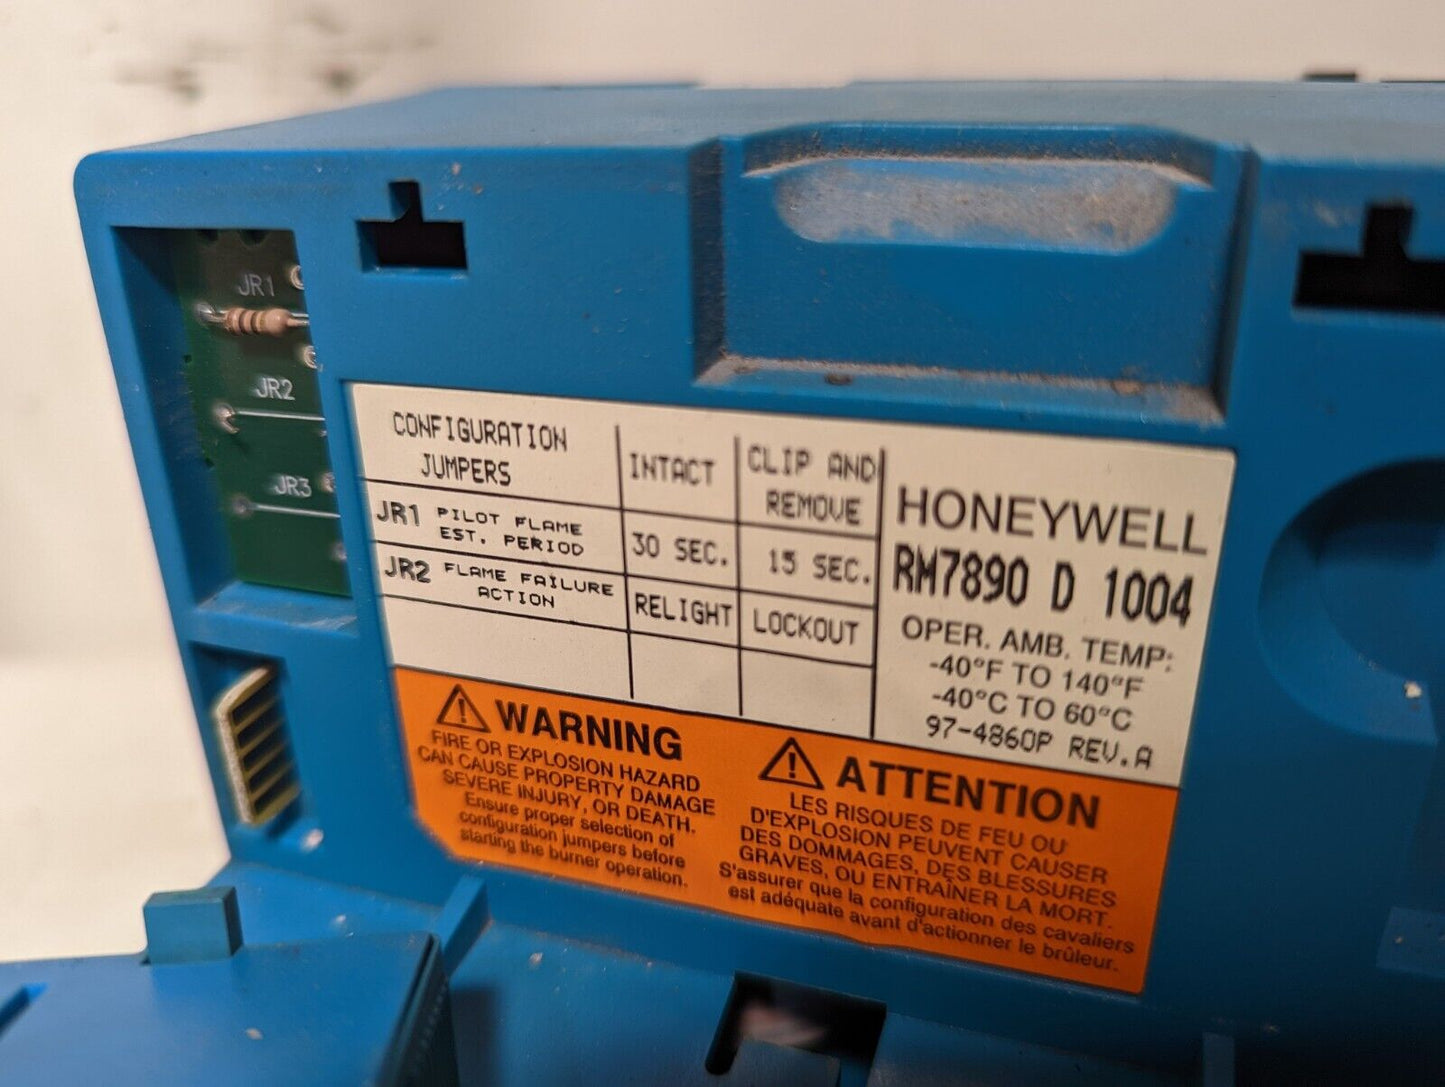 JR1
JR2
JR3
CONFIGURATION
JUMPERS
INTACT
CLIP AND
REMOVE
JR1 PILOT FLAME
EST. PERIOD
30 SEC.
15 SEC.
JR2 FLAME FAILURE
ACTION
RELIGHT
LOCKOUT
HONEYWELL
RM7890 D 1004
OPER. AMB. TEMP:
-40°F TO 140°F
-40°C TO 60°C
97-4860P REV.A
WARNING
FIRE OR EXPLOSION HAZARD
CAN CAUSE PROPERTY DAMAGE
SEVERE INJURY, OR DEATH.
Ensure proper selection of
configuration jumpers before
starting the burner operation.
ATTENTION
LES RISQUES DE FEU OU
D'EXPLOSION PEUVENT CAUSER
DES DOMMAGES, DES BLESSURES
GRAVES, OU ENTRAÎNER LA MORT.
S'assurer que la configuration des cavaliers
est adéquate avant d'actionner le brûleur.